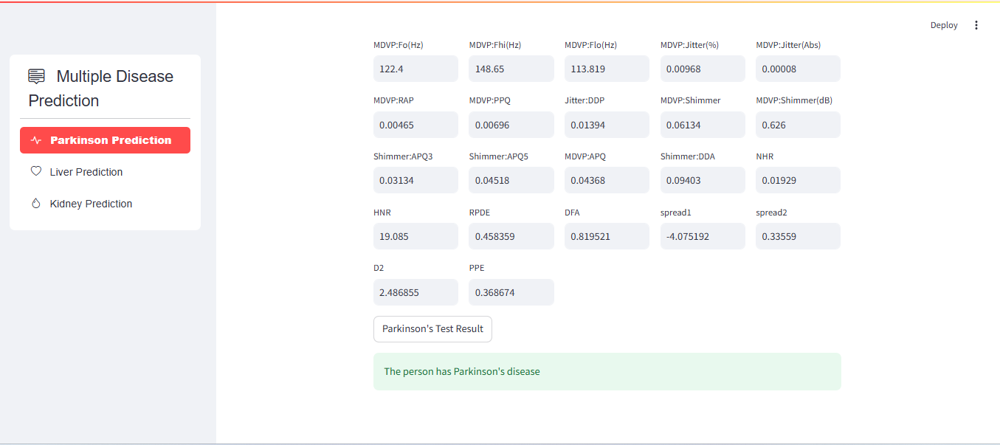 Deploy
Multiple Disease
Prediction
Parkinson Prediction
Liver Prediction
Kidney Prediction
MDVP:Fo(Hz) MDVP:Fhi(Hz) MDVP:Flo(Hz) MDVP:Jitter(%) MDVP:Jitter(Abs)
122.4 148.65 113.819 0.00968 0.00008
MDVP:RAP MDVP:PPQ Jitter:DDP MDVP:Shimmer MDVP:Shimmer(dB)
0.00465 0.00696 0.01394 0.06134 0.626
Shimmer:APQ3 Shimmer:APQ5 MDVP:APQ Shimmer:DDA NHR
0.03134 0.04518 0.04368 0.09403 0.01929
HNR RPDE DFA spread1 spread2
19.085 0.458359 0.819521 -4.075192 0.33559
D2 PPE
2.486855 0.368674
Parkinson's Test Result
The person has Parkinson's disease